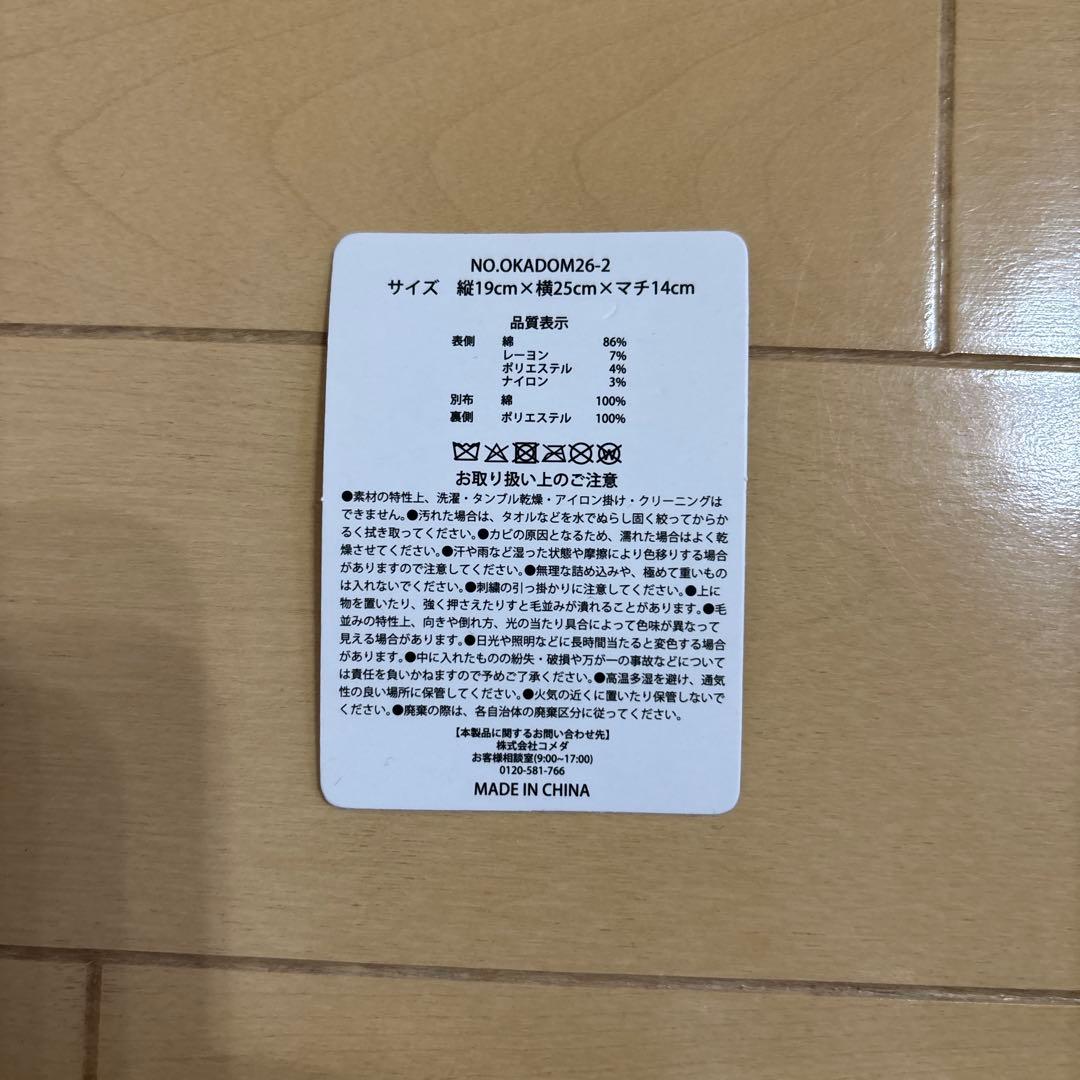 NO.OKADOM26-2
サイズ　縦19cm×横25cm×マチ14cm
品質表示
表側　綿　86%
レーヨン　7%
ポリエステル　4%
ナイロン　3%
別布　綿　100%
裏側　ポリエステル　100%
W
お取り扱い上のご注意
●素材の特性上、洗濯・タンブル乾燥・アイロン掛け・クリーニングは
できません。●汚れた場合は、タオルなどを水でぬらし固く絞ってからか
るく拭き取ってください。●カビの原因となるため、濡れた場合はよく乾
燥させてください。●汗や雨など湿った状態や摩擦により色移りする場合
がありますので注意してください。●無理な詰め込みや、極めて重いもの
は入れないでください。●刺繍の引っ掛かりに注意してください。●上に
物を置いたり、強く押さえたりすと毛並みが潰れることがあります。●毛
並みの特性上、向きや倒れ方、光の当たり具合によって色味が異なって
見える場合があります。●日光や照明などに長時間当たると変色する場合
があります。●中に入れたものの紛失・破損や万が一の事故などについて
は責任を負いかねますので予めご了承ください。●高温多湿を避け、通気
性の良い場所に保管してください。●火気の近くに置いたり保管しないで
ください。●廃棄の際は、各自治体の廃棄区分に従ってください。
【本製品に関するお問い合わせ先】
株式会社コメダ
お客様相談室(9:00~17:00)
0120-581-766
MADE IN CHINA